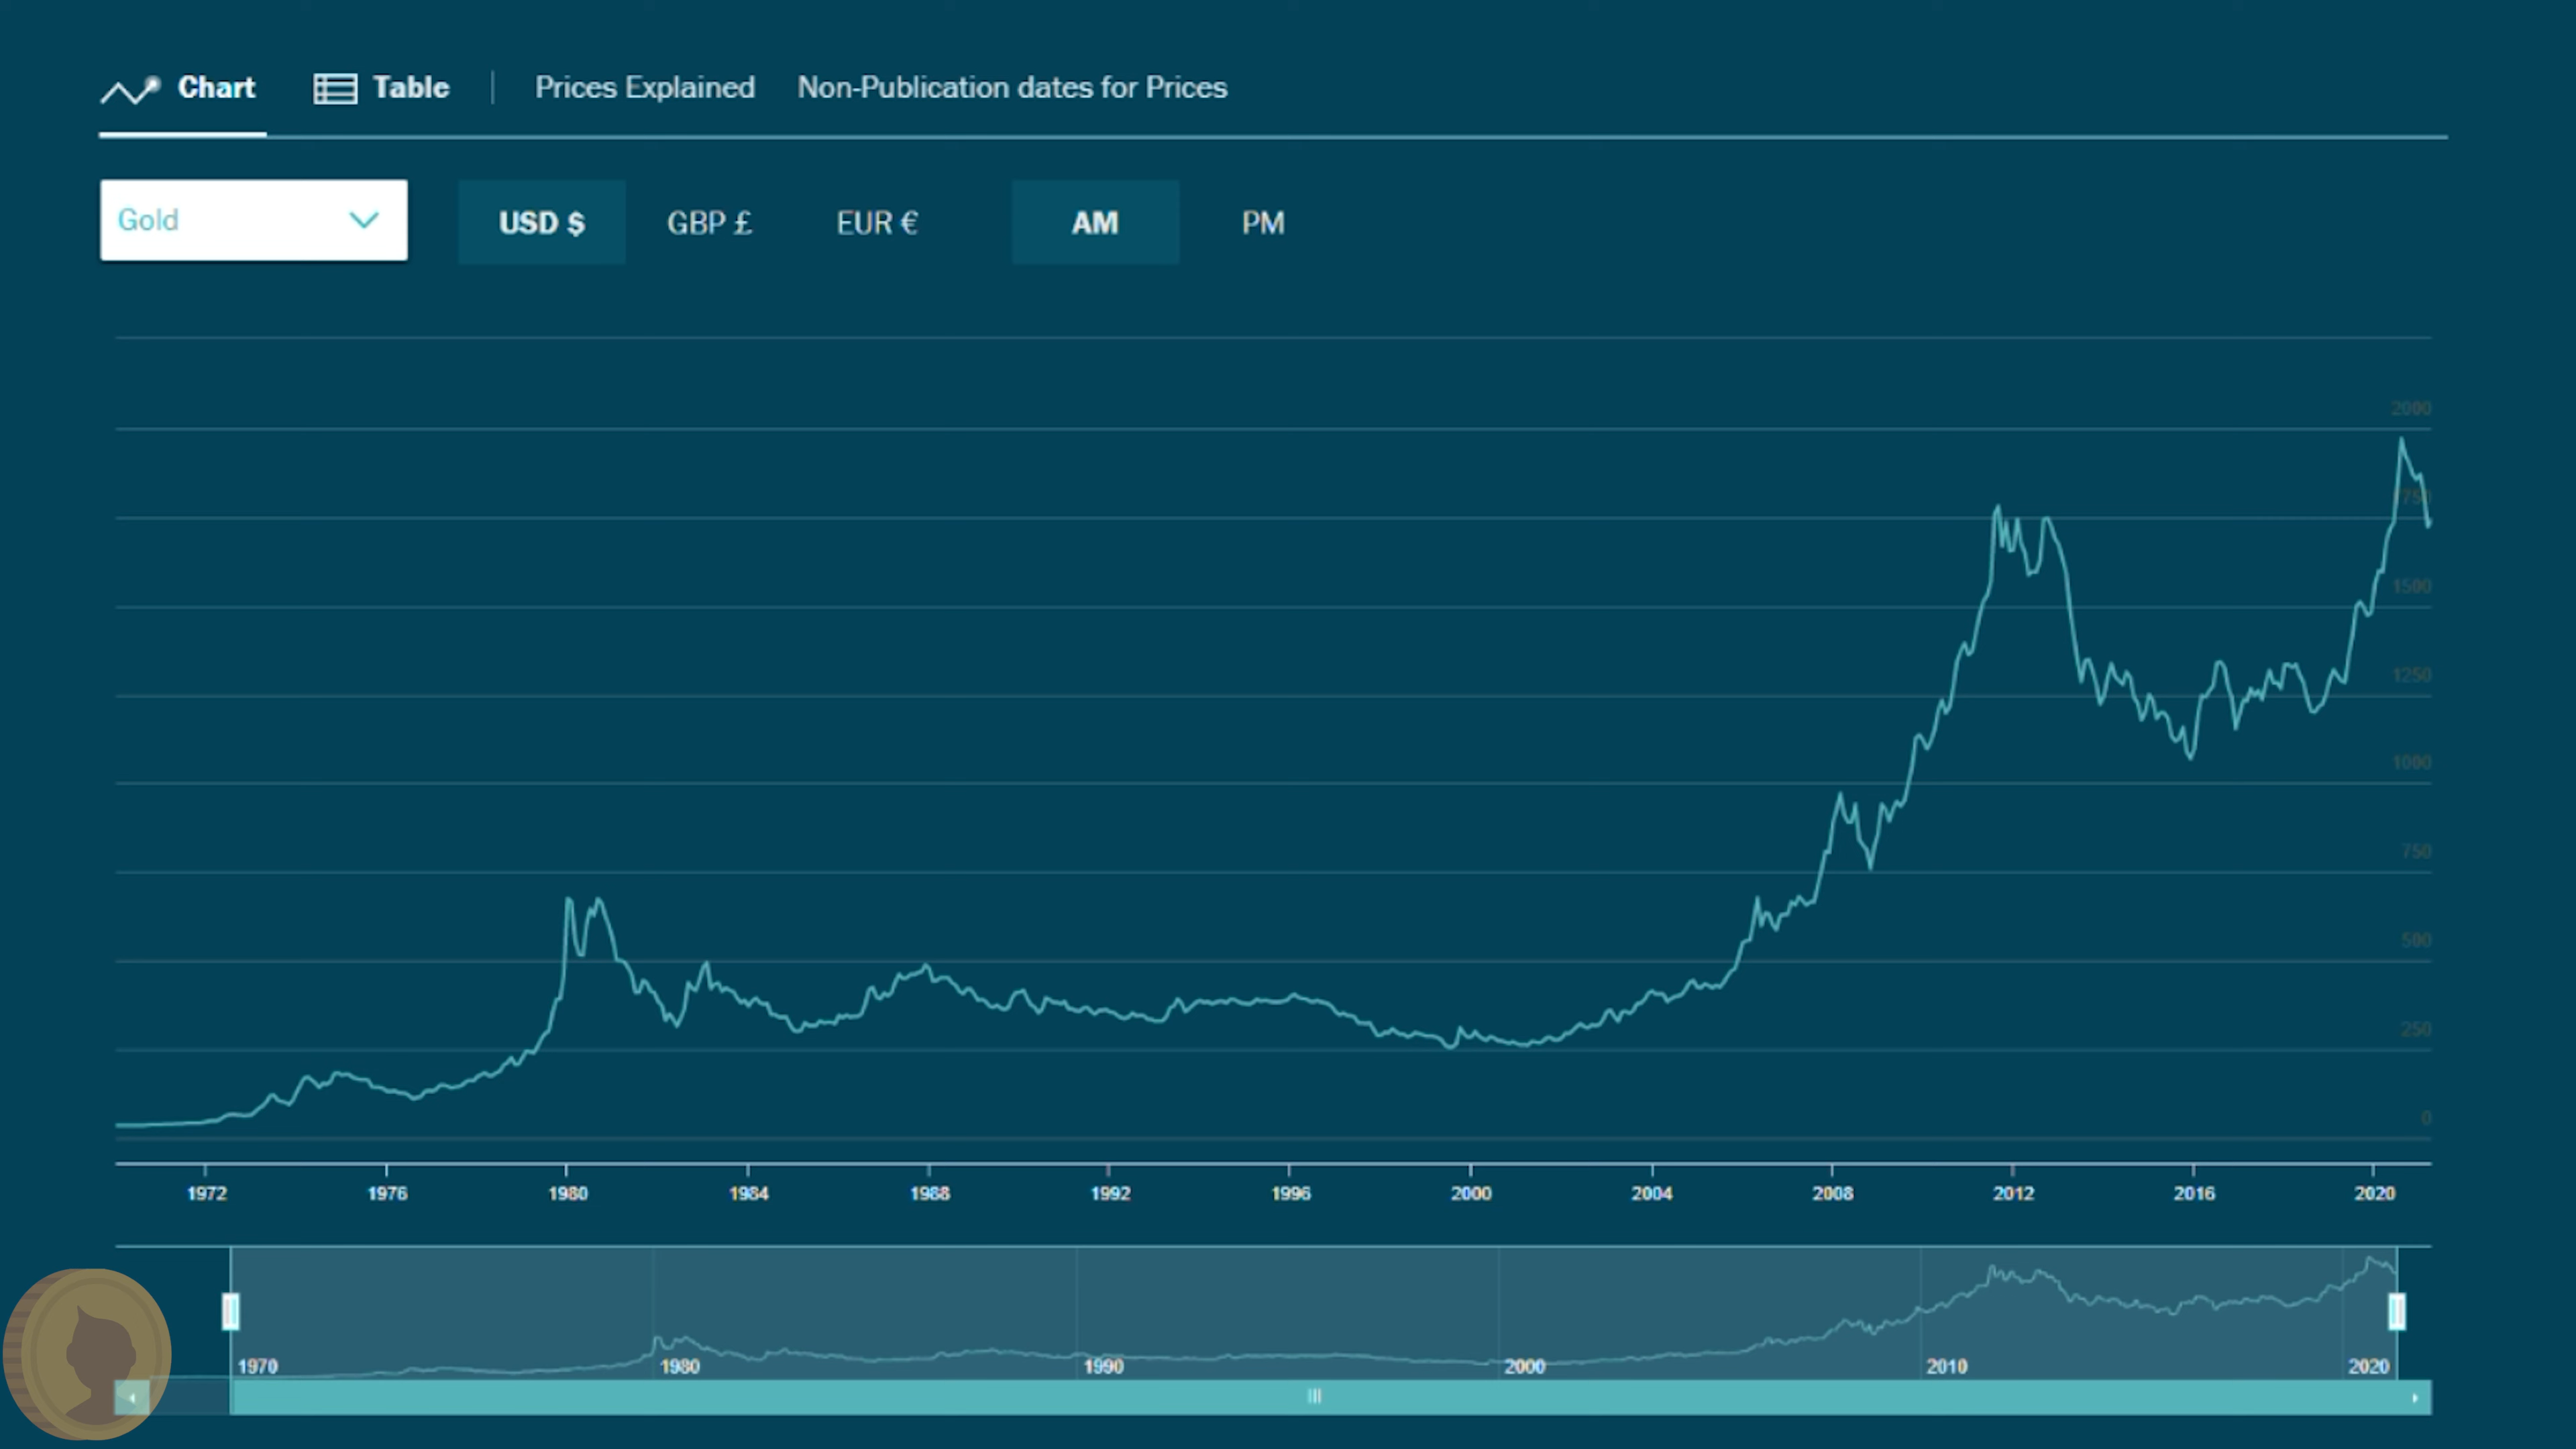 Chart Table Prices Explained Non-Publication dates for Prices
Gold USD $ GBP £ EUR € AM PM
2000
1500
1250
1000
750
500
250
0
1972 1976 1980 1984 1988 1992 1996 2000 2004 2008 2012 2016 2020
1970 1980 1990 2000 2010 2020